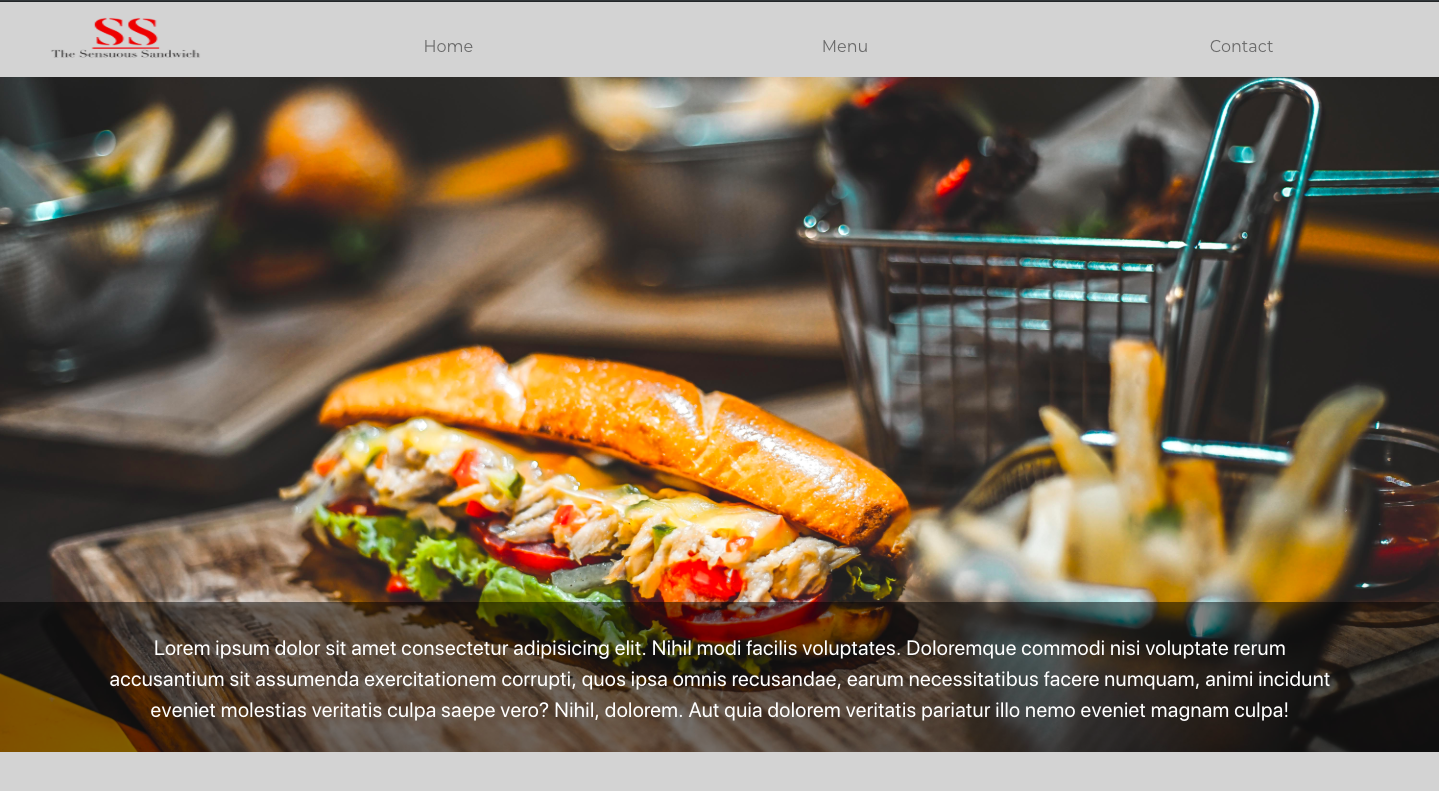 SS
The Sensuous Sandwich
Home
Menu
Contact
Lorem ipsum dolor sit amet consectetur adipisicing elit. Nihil modi facilis voluptates. Doloremque commodi nisi voluptate rerum
accusantium sit assumenda exercitationem corrupti, quos ipsa omnis recusandae, earum necessitatibus facere numquam, animi incidunt
eveniet molestias veritatis culpa saepe vero? Nihil, dolorem. Aut quia dolorem veritatis pariatur illo nemo eveniet magnam culpa!